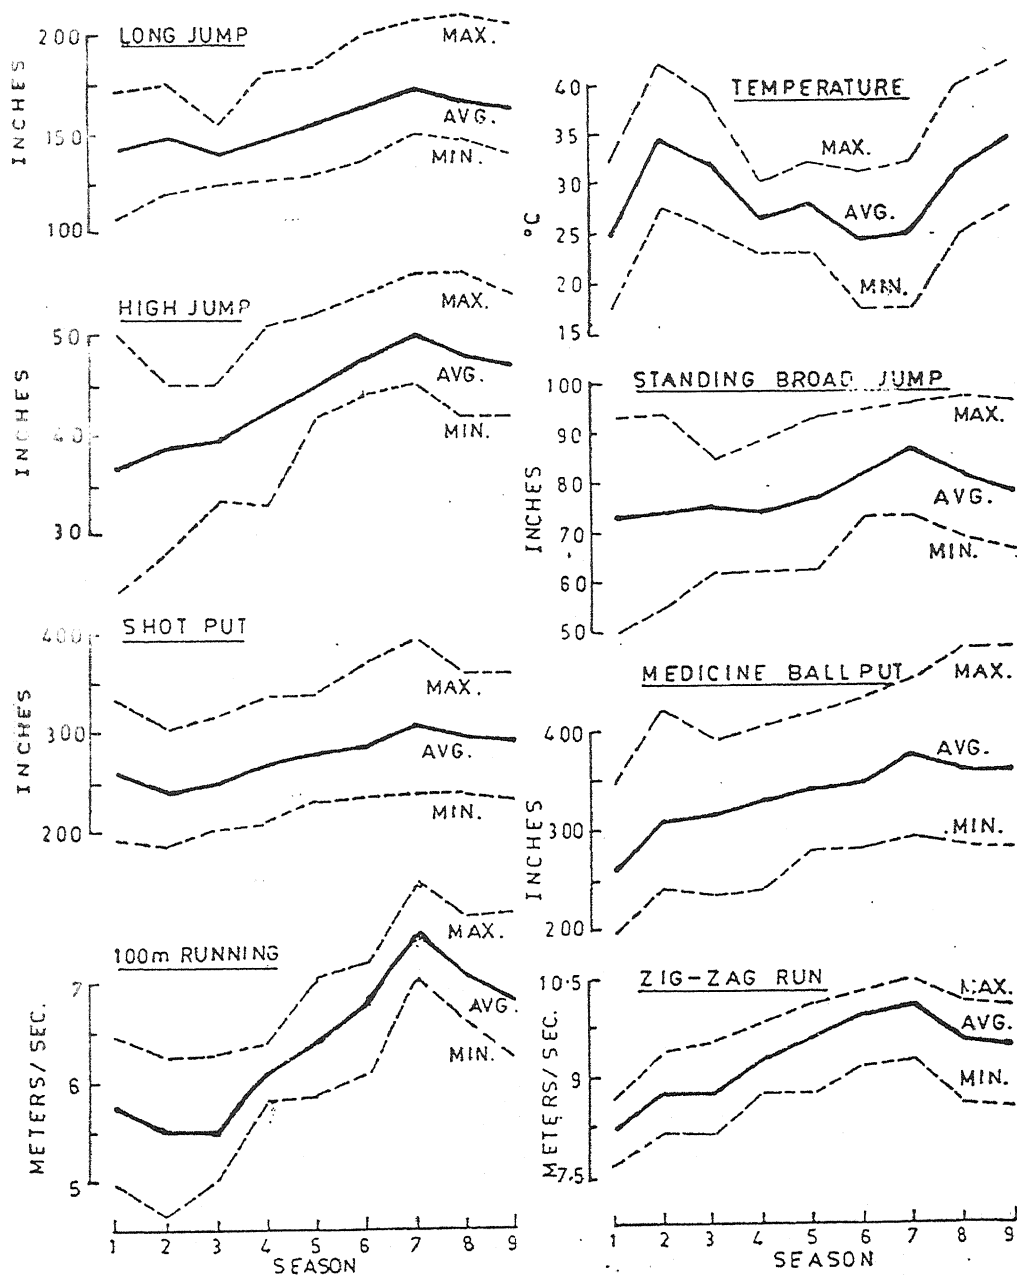 LONG JUMP
INCHES
200
150
100
MAX.
AVG.
MIN.
TEMPERATURE
°C
40
35
30
25
20
15
MAX.
AVG.
MIN.
HIGH JUMP
INCHES
50
40
30
MAX.
AVG.
MIN.
STANDING BROAD JUMP
INCHES
100
90
80
70
60
50
MAX.
AVG.
MIN.
SHOT PUT
INCHES
400
300
200
MAX.
AVG.
MIN.
MEDICINE BALL PUT
INCHES
400
300
200
MAX.
AVG.
MIN.
100m RUNNING
METERS/SEC.
7
6
5
MAX.
AVG.
MIN.
1 2 3 4 5 6 7 8 9
SEASON
ZIG-ZAG RUN
METERS/SEC.
10·5
9
7·5
MAX.
AVG.
MIN.
1 2 3 4 5 6 7 8 9
SEASON